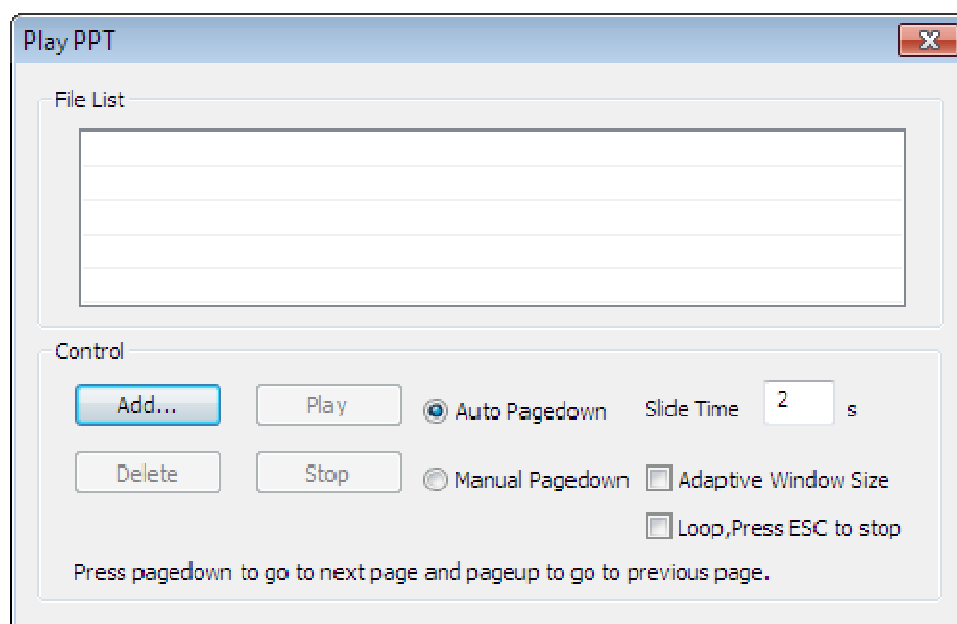 Play PPT
X
File List
Control
Add...
Play
Auto Pagedown
Slide Time
2
s
Delete
Stop
Manual Pagedown
Adaptive Window Size
Loop,Press ESC to stop
Press pagedown to go to next page and pageup to go to previous page.